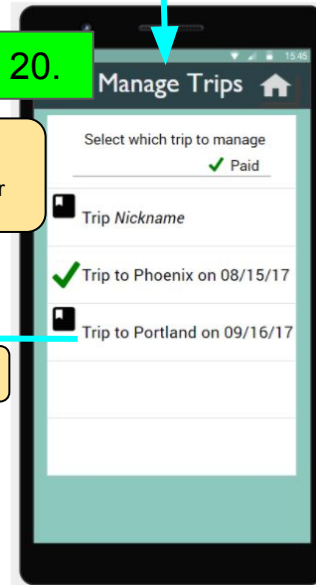 15:45
20.
Manage Trips
Select which trip to manage
✓ Paid
r
Trip Nickname
Trip to Phoenix on 08/15/17
Trip to Portland on 09/16/17